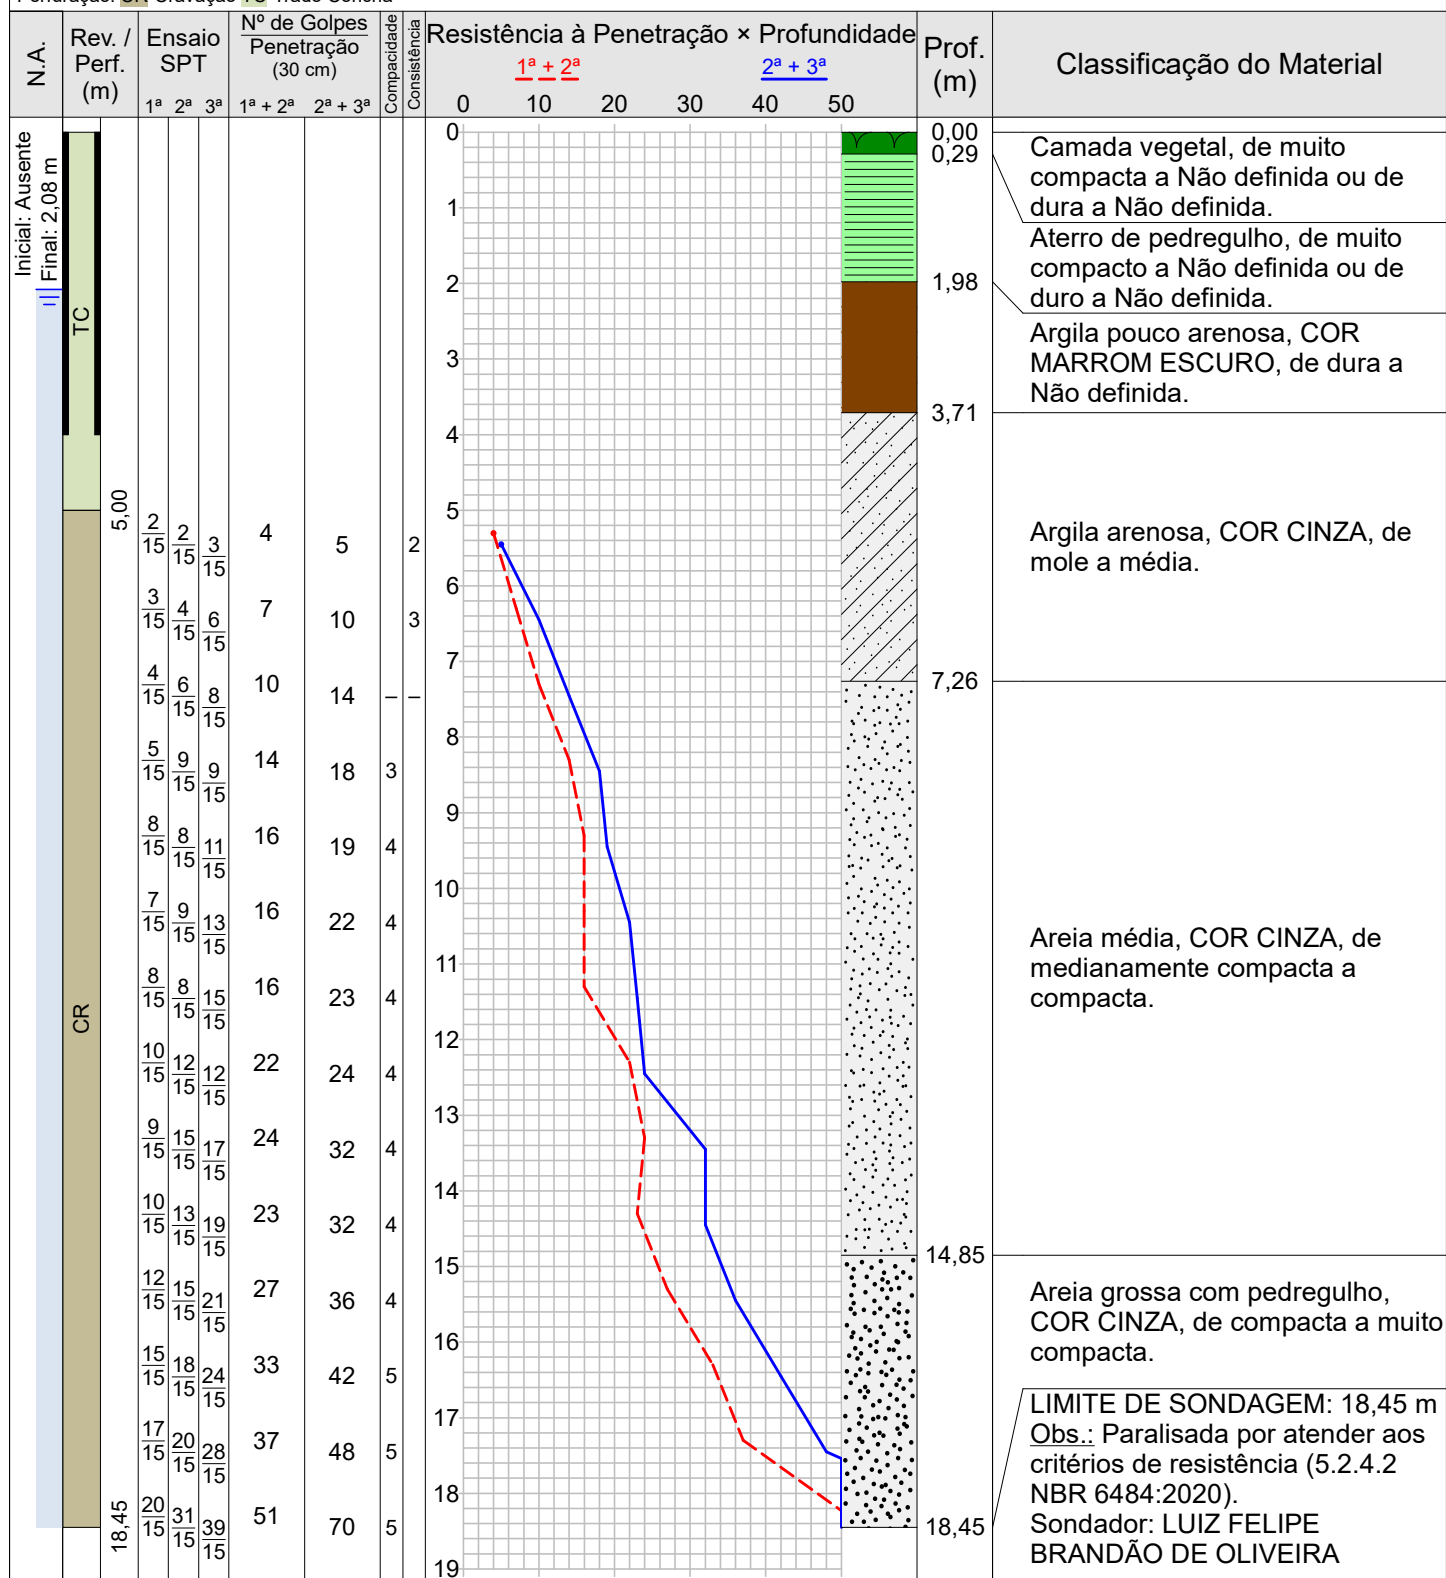 Perfuração: CR-Cravação TC-Trado Concha
N.A.
Rev. /
Perf.
(m)
Ensaio
SPT
1ª 2ª 3ª
Nº de Golpes
Penetração
(30 cm)
1ª + 2ª 2ª + 3ª
Compacidade
Consistência
Resistência à Penetração × Profundidade
1ª + 2ª 2ª + 3ª
0 10 20 30 40 50
Prof.
(m)
Classificação do Material
Inicial: Ausente
Final: 2,08 m
TC
CR
5,00
18,45
2/15 2/15 3/15 4 5 2
3/15 4/15 6/15 7 10 3
4/15 6/15 8/15 10 14 – –
5/15 9/15 9/15 14 18 3
8/15 8/15 11/15 16 19 4
7/15 9/15 13/15 16 22 4
8/15 8/15 15/15 16 23 4
10/15 12/15 12/15 22 24 4
9/15 15/15 17/15 24 32 4
10/15 13/15 19/15 23 32 4
12/15 15/15 21/15 27 36 4
15/15 18/15 24/15 33 42 5
17/15 20/15 28/15 37 48 5
20/15 31/15 39/15 51 70 5
0
1
2
3
4
5
6
7
8
9
10
11
12
13
14
15
16
17
18
19
0,00
0,29
1,98
3,71
7,26
14,85
18,45
Camada vegetal, de muito
compacta a Não definida ou de
dura a Não definida.
Aterro de pedregulho, de muito
compacto a Não definida ou de
duro a Não definida.
Argila pouco arenosa, COR
MARROM ESCURO, de dura a
Não definida.
Argila arenosa, COR CINZA, de
mole a média.
Areia média, COR CINZA, de
medianamente compacta a
compacta.
Areia grossa com pedregulho,
COR CINZA, de compacta a muito
compacta.
LIMITE DE SONDAGEM: 18,45 m
Obs.: Paralisada por atender aos
critérios de resistência (5.2.4.2
NBR 6484:2020).
Sondador: LUIZ FELIPE
BRANDÃO DE OLIVEIRA